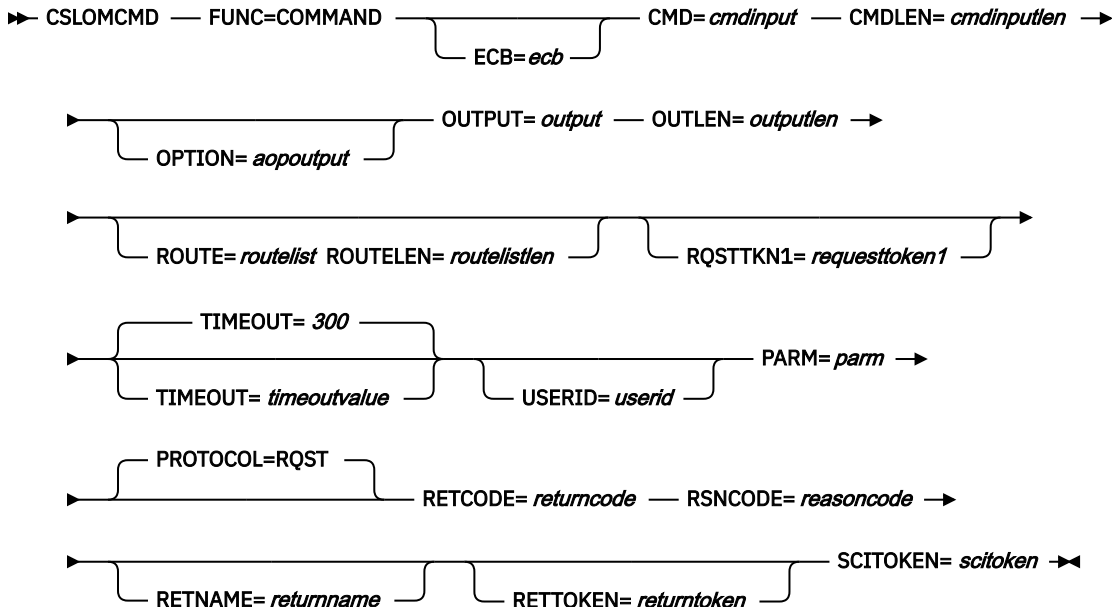 CSLOMCMD FUNC=COMMAND CMD= cmdinput CMDLEN= cmdinputlen
ECB= ecb
OUTPUT= output OUTLEN= outputlen
OPTION= aopoutput
ROUTE= routelist ROUTELEN= routelistlen RQSTTKN1= requesttoken1
TIMEOUT= 300
PARM= parm
TIMEOUT= timeoutvalue USERID= userid
PROTOCOL=RQST
RETCODE= returncode RSNCODE= reasoncode
SCITOKEN= scitoken
RETNAME= returnname RETTOKEN= returntoken